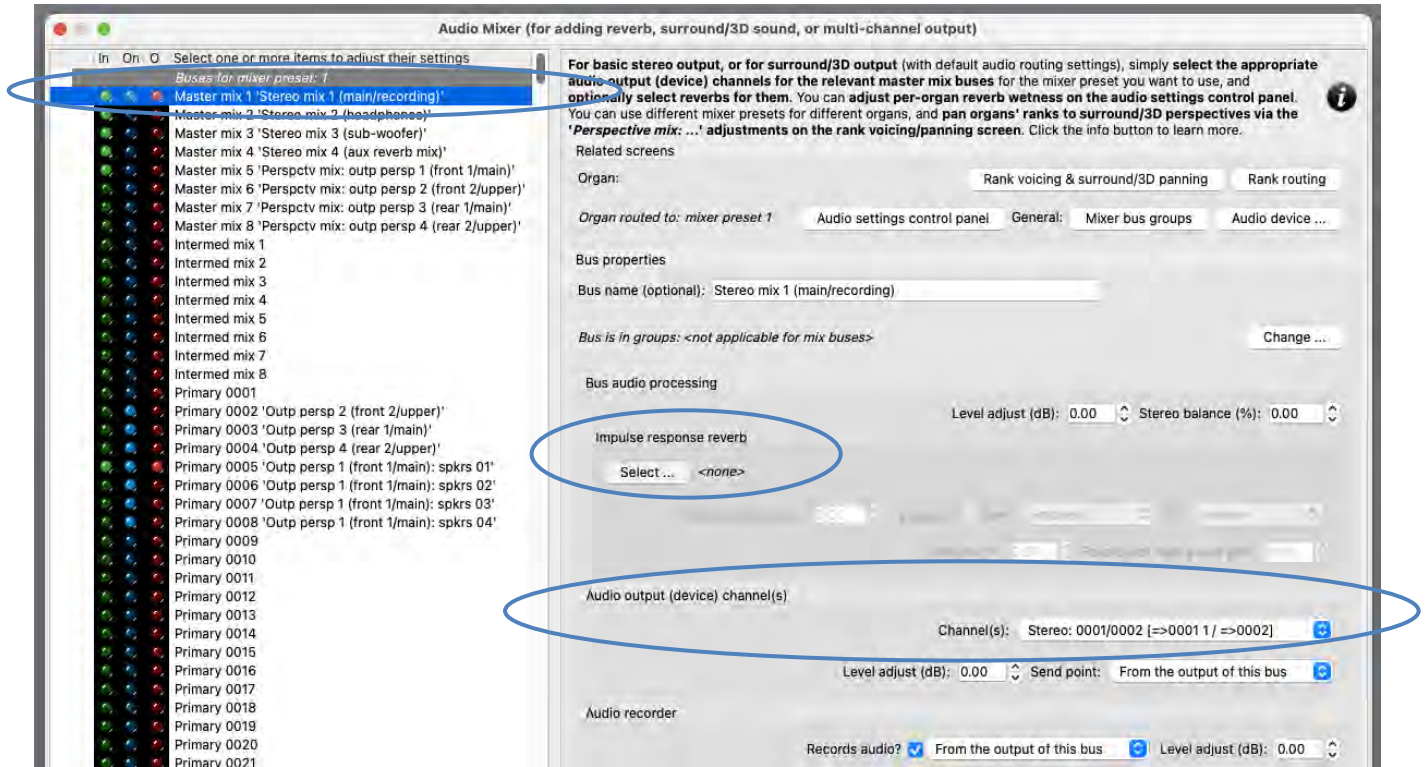 Audio Mixer (for adding reverb, surround/3D sound, or multi-channel output)
In On O Select one or more items to adjust their settings
Buses for mixer preset: 1
Master mix 1 'Stereo mix 1 (main/recording)'
Master mix 2 'Stereo mix 2 (headphones)'
Master mix 3 'Stereo mix 3 (sub-woofer)'
Master mix 4 'Stereo mix 4 (aux reverb mix)'
Master mix 5 'Perspctv mix: outp persp 1 (front 1/main)'
Master mix 6 'Perspctv mix: outp persp 2 (front 2/upper)'
Master mix 7 'Perspctv mix: outp persp 3 (rear 1/main)'
Master mix 8 'Perspctv mix: outp persp 4 (rear 2/upper)'
Intermed mix 1
Intermed mix 2
Intermed mix 3
Intermed mix 4
Intermed mix 5
Intermed mix 6
Intermed mix 7
Intermed mix 8
Primary 0001
Primary 0002 'Outp persp 2 (front 2/upper)'
Primary 0003 'Outp persp 3 (rear 1/main)'
Primary 0004 'Outp persp 4 (rear 2/upper)'
Primary 0005 'Outp persp 1 (front 1/main): spkrs 01'
Primary 0006 'Outp persp 1 (front 1/main): spkrs 02'
Primary 0007 'Outp persp 1 (front 1/main): spkrs 03'
Primary 0008 'Outp persp 1 (front 1/main): spkrs 04'
Primary 0009
Primary 0010
Primary 0011
Primary 0012
Primary 0013
Primary 0014
Primary 0015
Primary 0016
Primary 0017
Primary 0018
Primary 0019
Primary 0020
Primary 0021
For basic stereo output, or for surround/3D output (with default audio routing settings), simply select the appropriate
audio output (device) channels for the relevant master mix buses for the mixer preset you want to use, and
optionally select reverbs for them. You can adjust per-organ reverb wetness on the audio settings control panel.
You can use different mixer presets for different organs, and pan organs' ranks to surround/3D perspectives via the
'Perspective mix: ...' adjustments on the rank voicing/panning screen. Click the info button to learn more.
Related screens
Organ: Rank voicing & surround/3D panning Rank routing
Organ routed to: mixer preset 1 Audio settings control panel General: Mixer bus groups Audio device ...
Bus properties
Bus name (optional): Stereo mix 1 (main/recording)
Bus is in groups: <not applicable for mix buses> Change ...
Bus audio processing
Level adjust (dB): 0.00 Stereo balance (%): 0.00
Impulse response reverb
Select ... <none>
Audio output (device) channel(s)
Channel(s): Stereo: 0001/0002 [=>0001 1 / =>0002]
Level adjust (dB): 0.00 Send point: From the output of this bus
Audio recorder
Records audio? From the output of this bus Level adjust (dB): 0.00